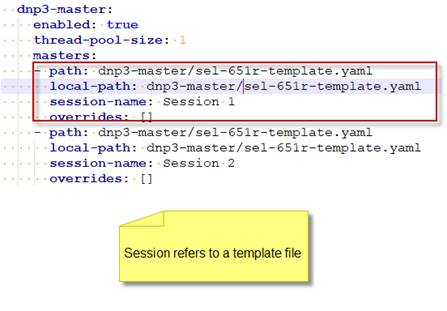 dnp3-master:
enabled: true
thread-pool-size: 1
masters:
- path: dnp3-master/sel-651r-template.yaml
local-path: dnp3-master/sel-651r-template.yaml
session-name: Session 1
overrides: []
- path: dnp3-master/sel-651r-template.yaml
local-path: dnp3-master/sel-651r-template.yaml
session-name: Session 2
overrides: []
Session refers to a template file